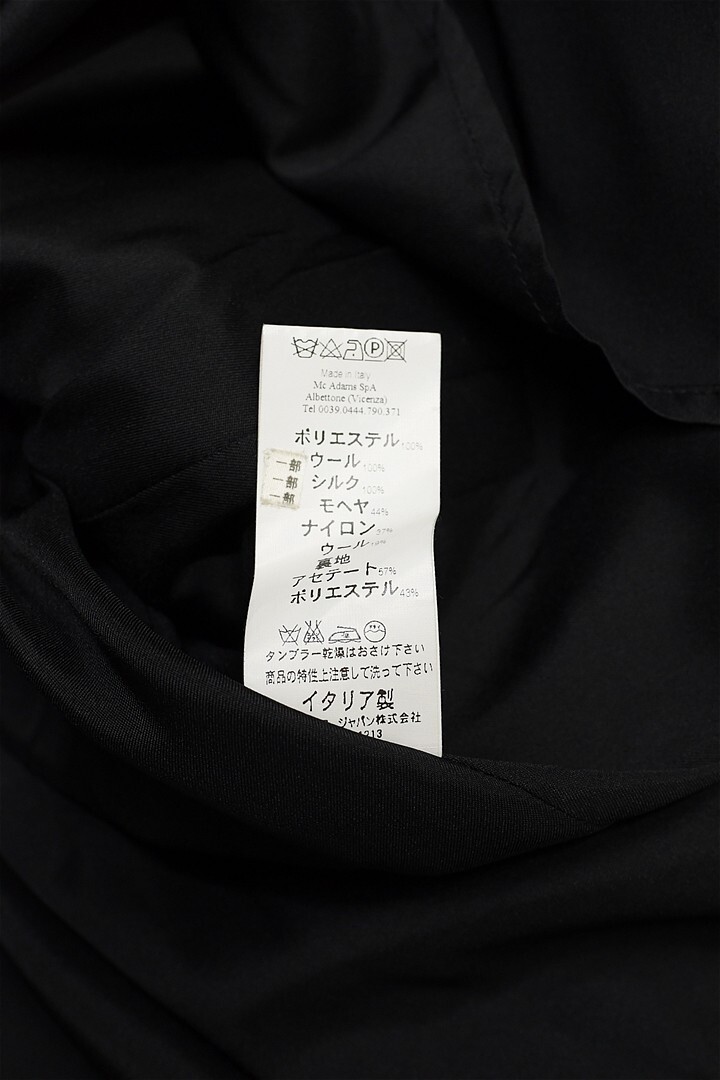 P
Made in Italy
Mc Adams SpA
Albettone (Vicenza)
Tel 0039.0444.790.371
ポリエステル 100%
一部 ウール 100%
一部 シルク 100%
一部 モヘヤ 44%
ナイロン 37%
ウール
裏地
アセテート 57%
ポリエステル 43%
タンブラー乾燥はおさけ下さい
商品の特性上注意して洗って下さい
イタリア製
ジャパン株式会社
1213